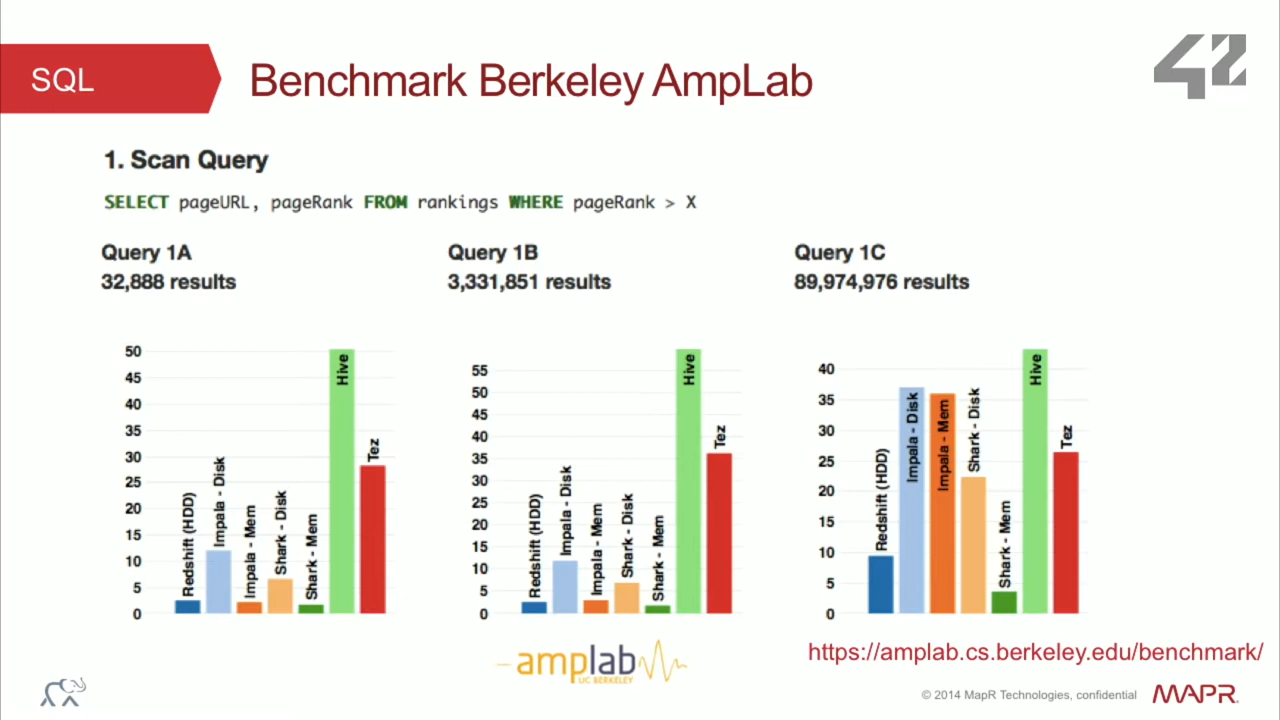 SQL
Benchmark Berkeley AmpLab
42
1. Scan Query
SELECT pageURL, pageRank FROM rankings WHERE pageRank > X
Query 1A
32,888 results
50
45
40
35
30
25
20
15
10
5
0
Redshift (HDD)
Impala - Disk
Impala - Mem
Shark - Disk
Shark - Mem
Hive
Tez
Query 1B
3,331,851 results
55
50
45
40
35
30
25
20
15
10
5
0
Redshift (HDD)
Impala - Disk
Impala - Mem
Shark - Disk
Shark - Mem
Hive
Tez
Query 1C
89,974,976 results
40
35
30
25
20
15
10
5
0
Redshift (HDD)
Impala - Disk
Impala - Mem
Shark - Disk
Shark - Mem
Hive
Tez
amplab
UC BERKELEY
https://amplab.cs.berkeley.edu/benchmark/
© 2014 MapR Technologies, confidential
MAPR.